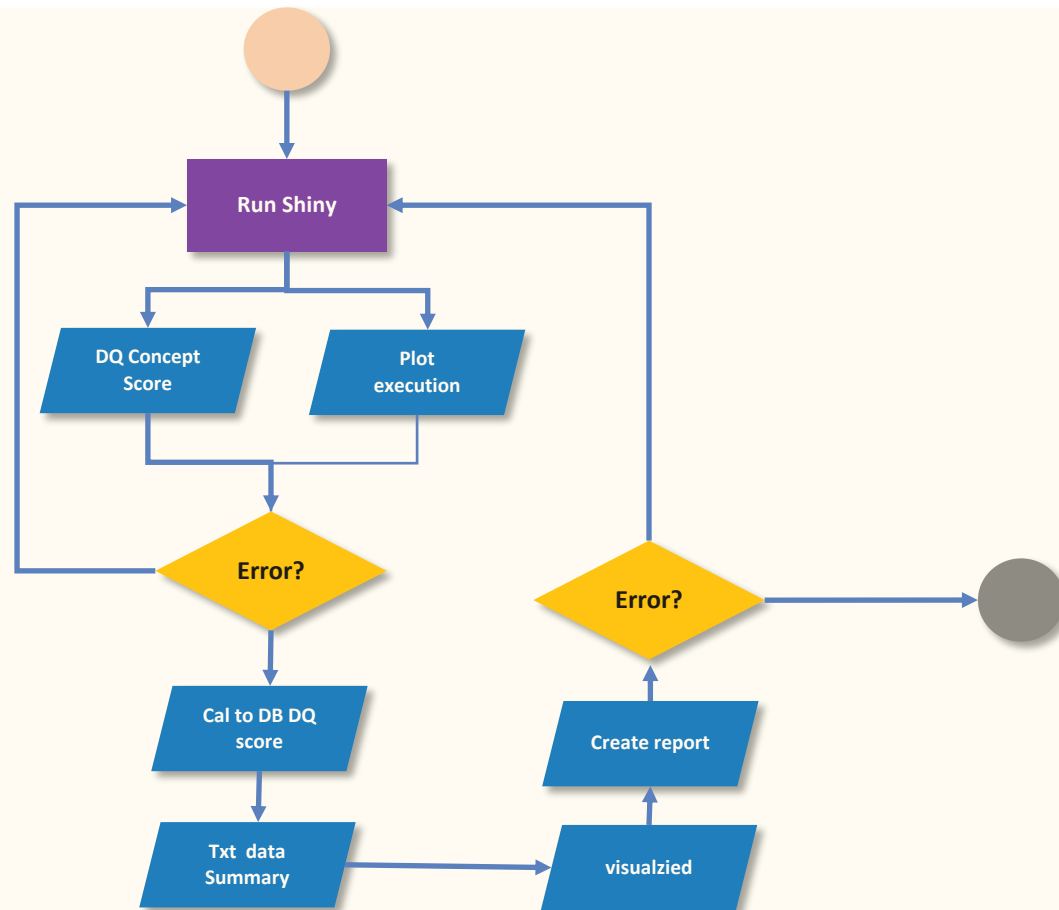 Run Shiny
DQ Concept
Score
Plot
execution
Error?
Error?
Cal to DB DQ
score
Create report
Txt data
Summary
visualzied